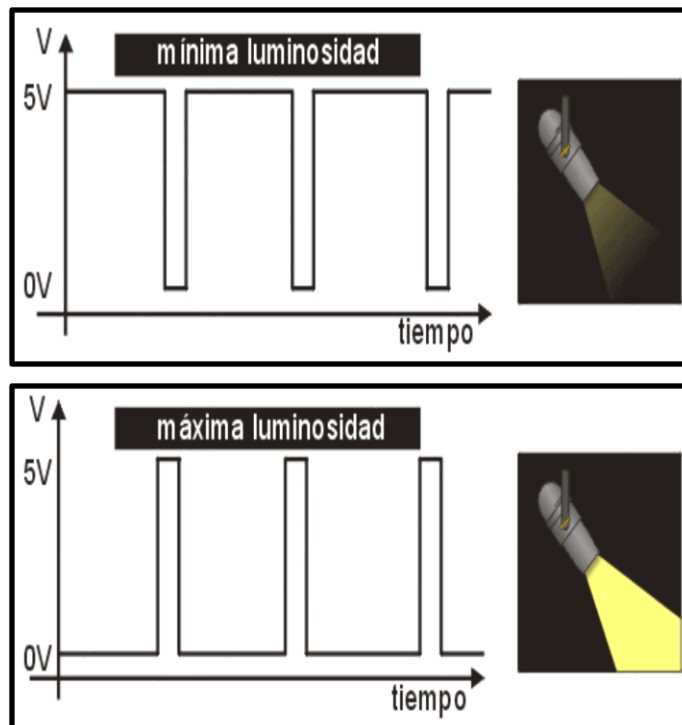 V
mínima luminosidad
5V
0V
tiempo
V
máxima luminosidad
5V
0V
tiempo